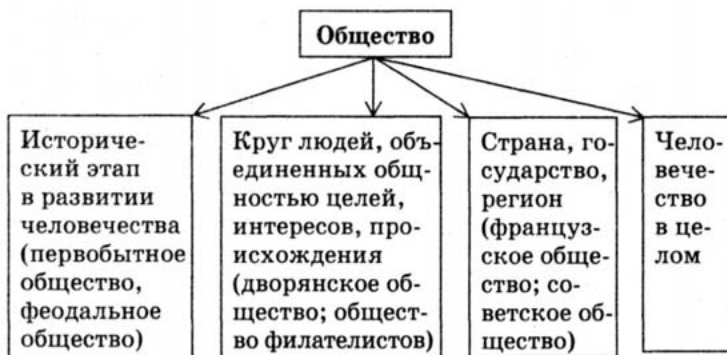 Общество
Историче-
ский этап
в развитии
человечества
(первобытное
общество,
феодальное
общество)
Круг людей, объ-
единенных общ-
ностью целей,
интересов, про-
исхождения
(дворянское об-
щество; общест-
во филателистов)
Страна, го-
сударство,
регион
(француз-
ское обще-
ство; со-
ветское об-
щество)
Чело-
вече-
ство
в це-
лом